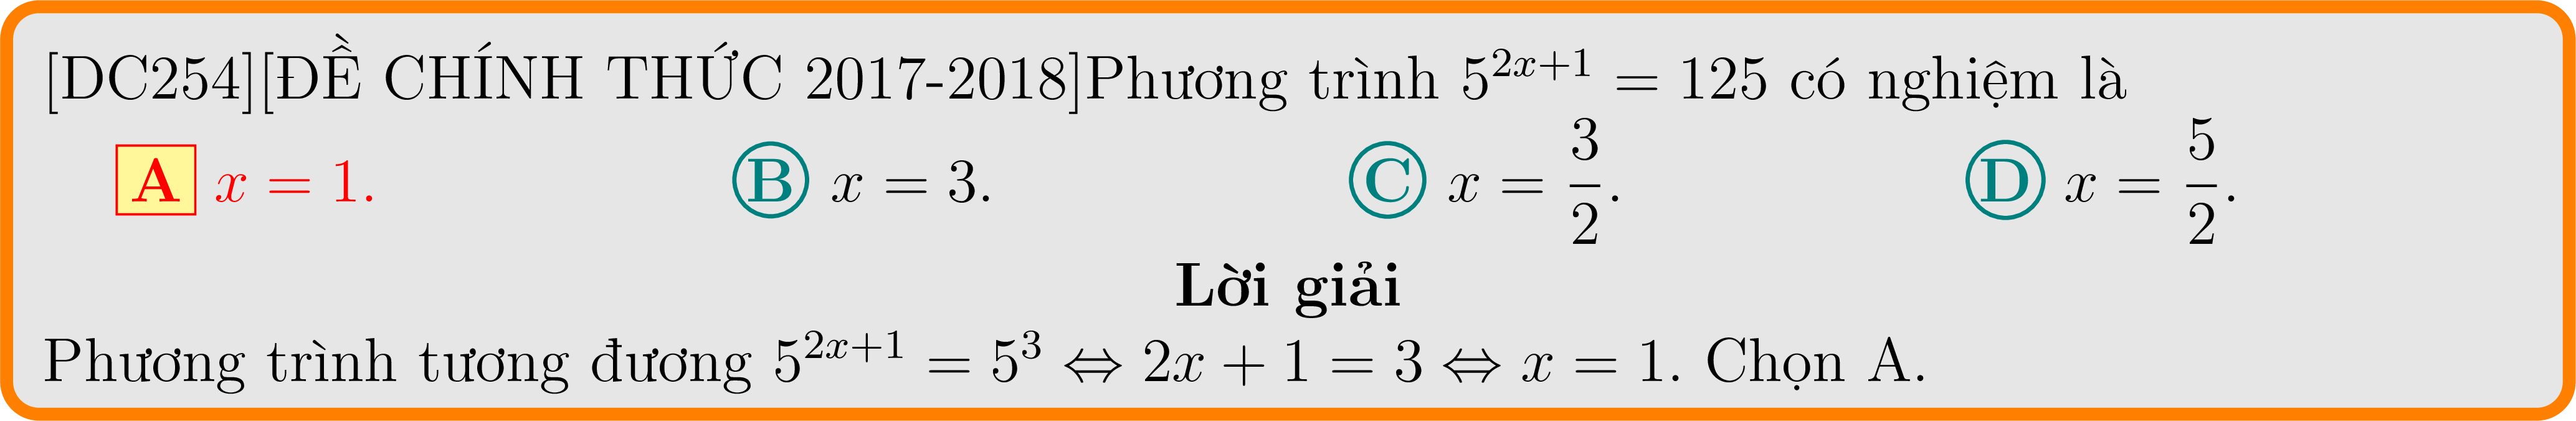 [DC254][ĐỀ CHÍNH THỨC 2017-2018]Phương trình $5^{2x+1} = 125$ có nghiệm là
A $x = 1.$ B $x = 3.$ C $x = \dfrac{3}{2}.$ D $x = \dfrac{5}{2}.$
Lời giải
Phương trình tương đương $5^{2x+1} = 5^3 \Leftrightarrow 2x + 1 = 3 \Leftrightarrow x = 1.$ Chọn A.